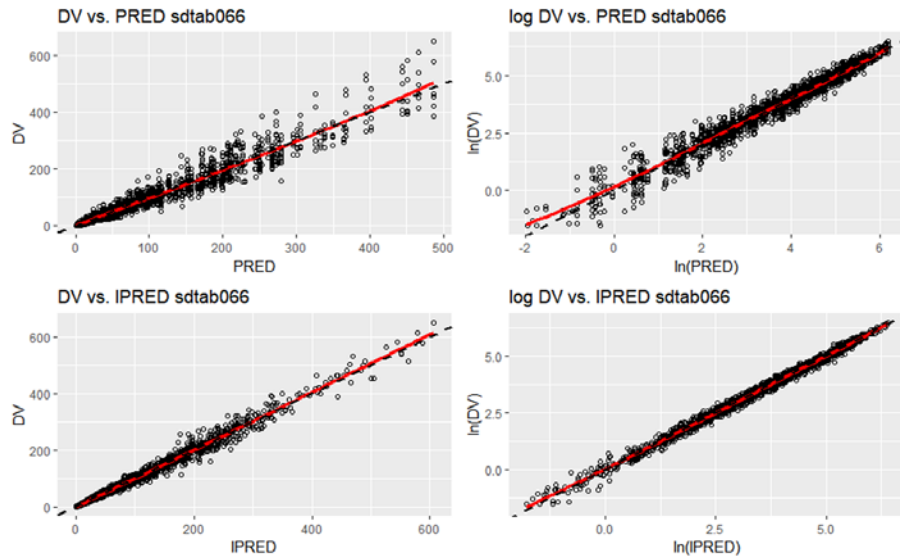 DV vs. PRED sdtab066
600
400
200
0
DV
0
100
200
300
400
500
PRED
log DV vs. PRED sdtab066
5.0
2.5
0.0
ln(DV)
-2
0
2
4
6
ln(PRED)
DV vs. IPRED sdtab066
600
400
200
0
DV
0
200
400
600
IPRED
log DV vs. IPRED sdtab066
5.0
2.5
0.0
ln(DV)
0.0
2.5
5.0
ln(IPRED)